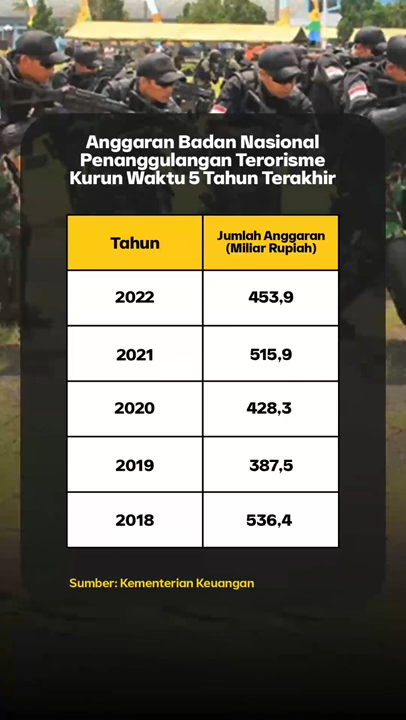 Anggaran Badan Nasional
Penanggulangan Terorisme
Kurun Waktu 5 Tahun Terakhir
Tahun
Jumlah Anggaran
(Miliar Rupiah)
2022
453,9
2021
515,9
2020
428,3
2019
387,5
2018
536,4
Sumber: Kementerian Keuangan